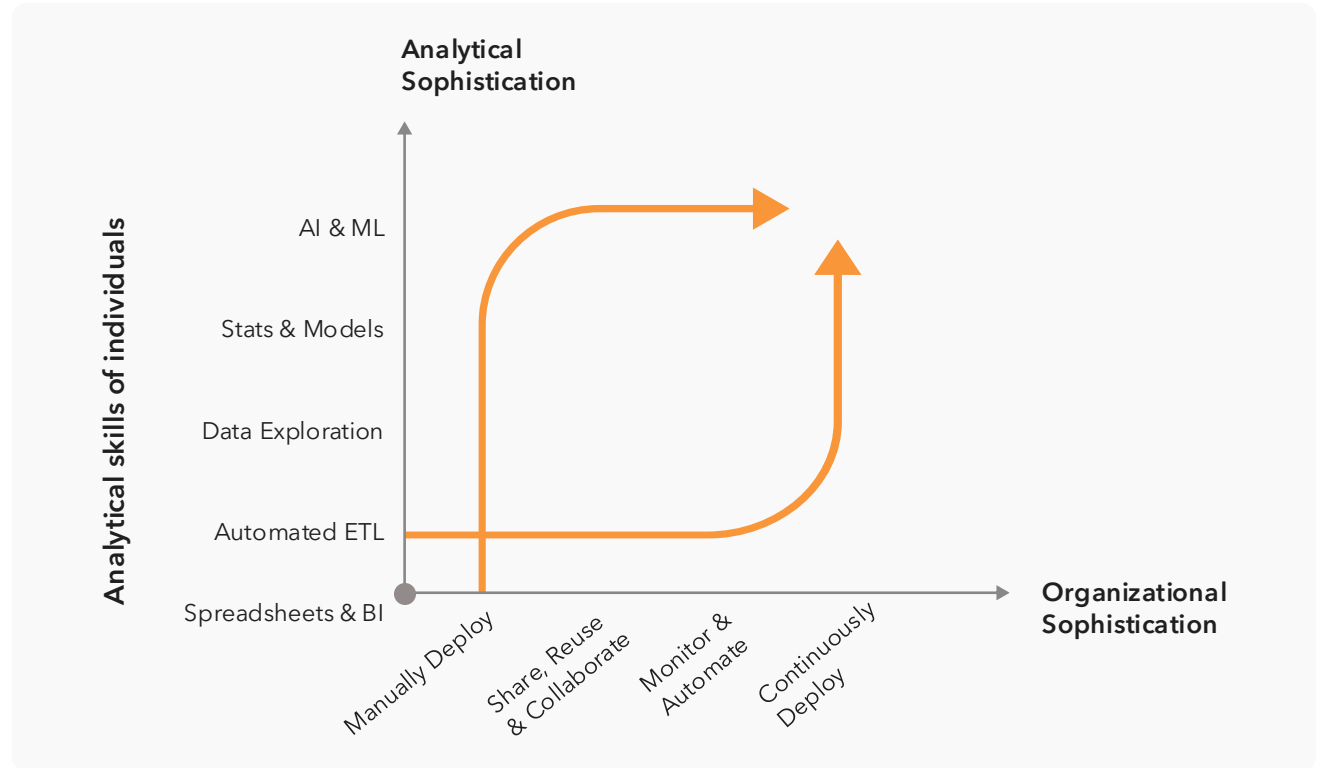 Analytical
Sophistication
Analytical skills of individuals
AI & ML
Stats & Models
Data Exploration
Automated ETL
Spreadsheets & BI
Manually Deploy
Share, Reuse
& Collaborate
Monitor &
Automate
Continuously
Deploy
Organizational
Sophistication